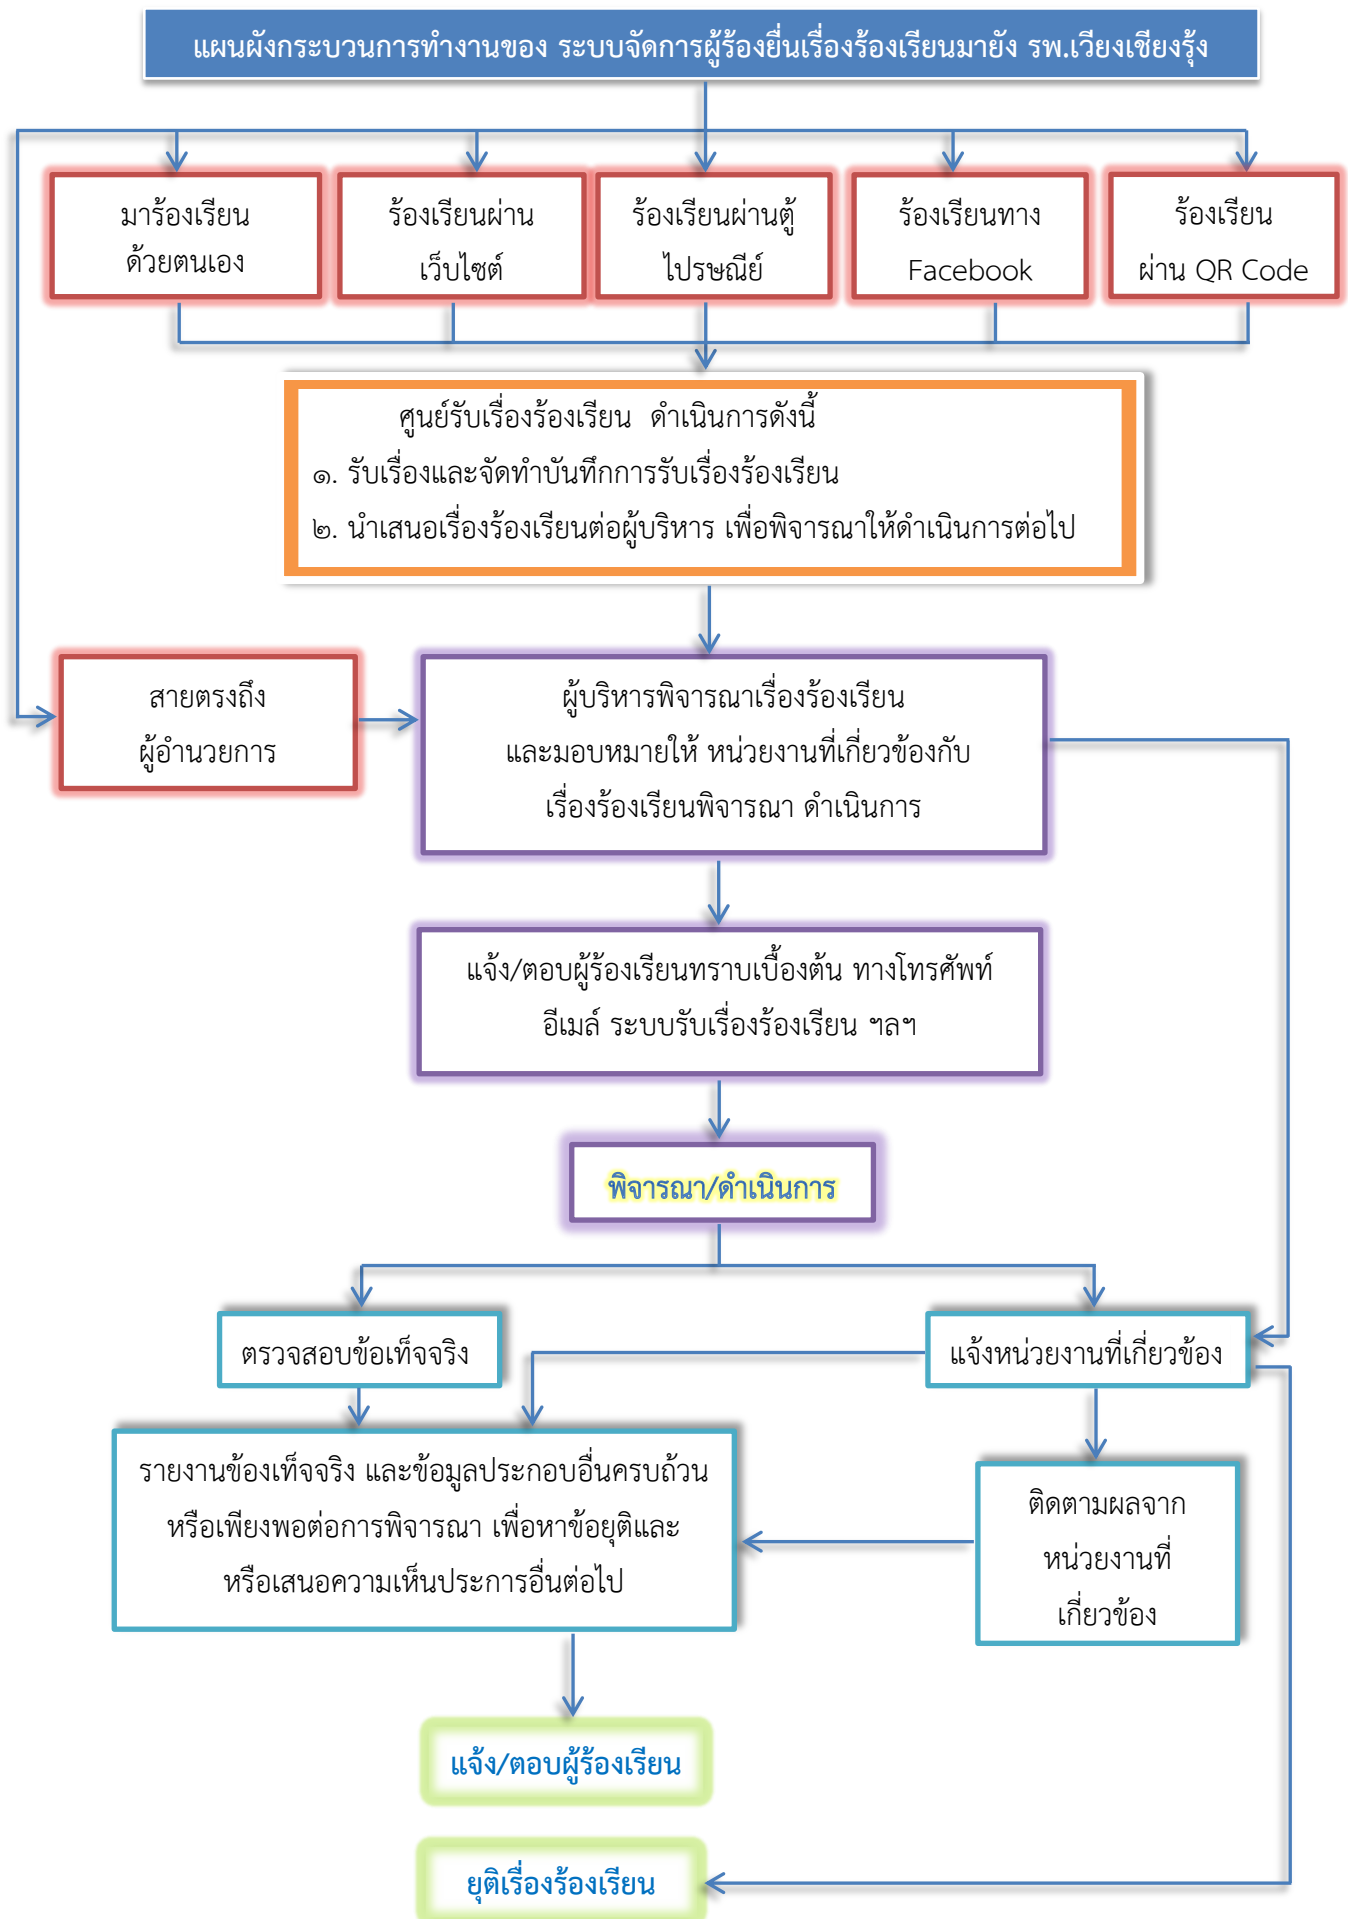 แผนผังกระบวนการทำงานของ ระบบจัดการผู้ร้องยื่นเรื่องร้องเรียนมายัง รพ.เวียงเชียงรุ้ง
มาร้องเรียน
ด้วยตนเอง
ร้องเรียนผ่าน
เว็บไซต์
ร้องเรียนผ่านตู้
ไปรษณีย์
ร้องเรียนทาง
Facebook
ร้องเรียน
ผ่าน QR Code
ศูนย์รับเรื่องร้องเรียน ดำเนินการดังนี้
๑. รับเรื่องและจัดทำบันทึกการรับเรื่องร้องเรียน
๒. นำเสนอเรื่องร้องเรียนต่อผู้บริหาร เพื่อพิจารณาให้ดำเนินการต่อไป
สายตรงถึง
ผู้อำนวยการ
ผู้บริหารพิจารณาเรื่องร้องเรียน
และมอบหมายให้ หน่วยงานที่เกี่ยวข้องกับ
เรื่องร้องเรียนพิจารณา ดำเนินการ
แจ้ง/ตอบผู้ร้องเรียนทราบเบื้องต้น ทางโทรศัพท์
อีเมล์ ระบบรับเรื่องร้องเรียน ฯลฯ
พิจารณา/ดำเนินการ
ตรวจสอบข้อเท็จจริง
แจ้งหน่วยงานที่เกี่ยวข้อง
รายงานข้องเท็จจริง และข้อมูลประกอบอื่นครบถ้วน
หรือเพียงพอต่อการพิจารณา เพื่อหาข้อยุติและ
หรือเสนอความเห็นประการอื่นต่อไป
ติดตามผลจาก
หน่วยงานที่
เกี่ยวข้อง
แจ้ง/ตอบผู้ร้องเรียน
ยุติเรื่องร้องเรียน